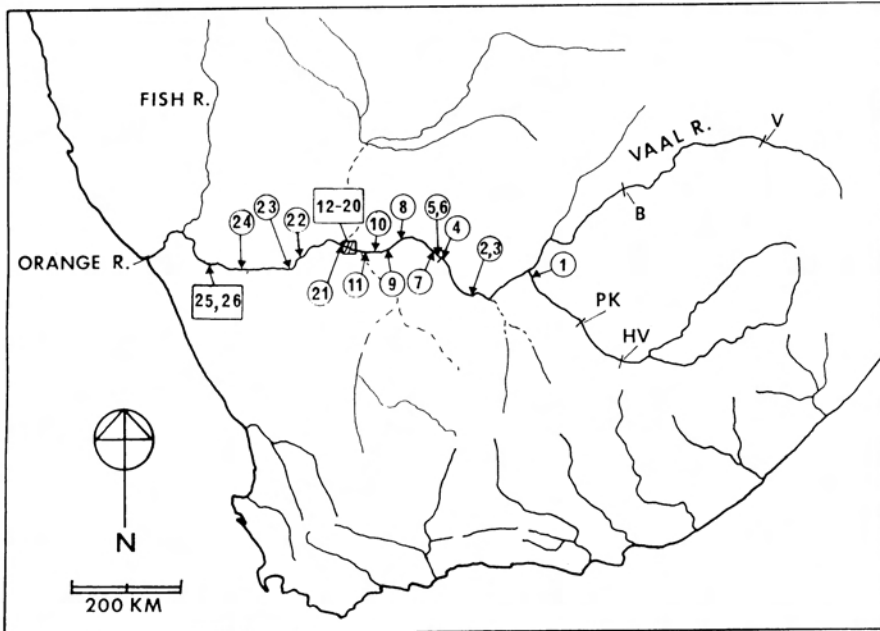 FISH R.
VAAL R.
V
B
12-20
8
5,6
4
24
23
22
10
2,3
1
ORANGE R.
25,26
21
11
9
7
PK
HV
N
200 KM